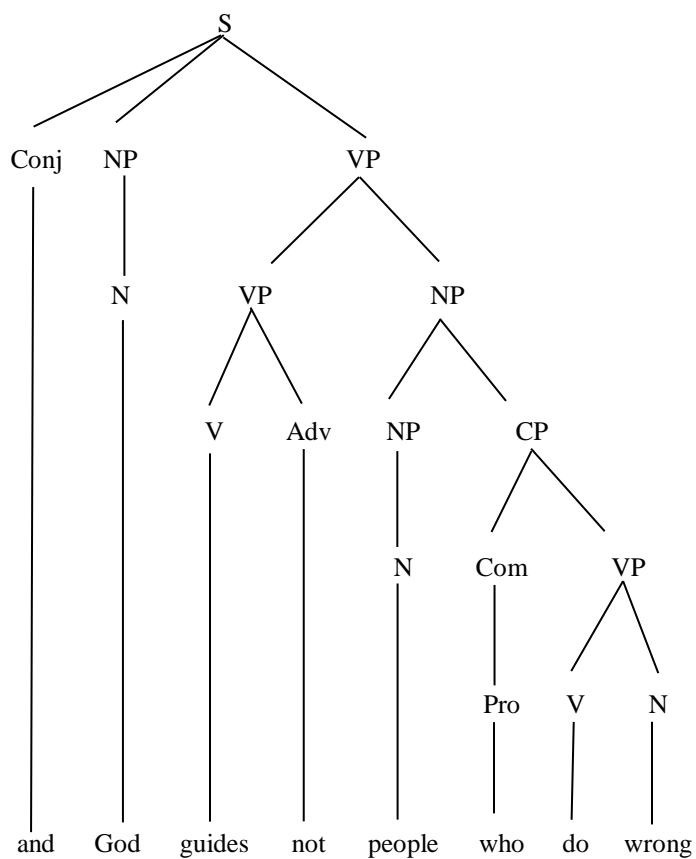 S
Conj NP VP
N VP NP
V Adv NP CP
N Com VP
Pro V N
and God guides not people who do wrong